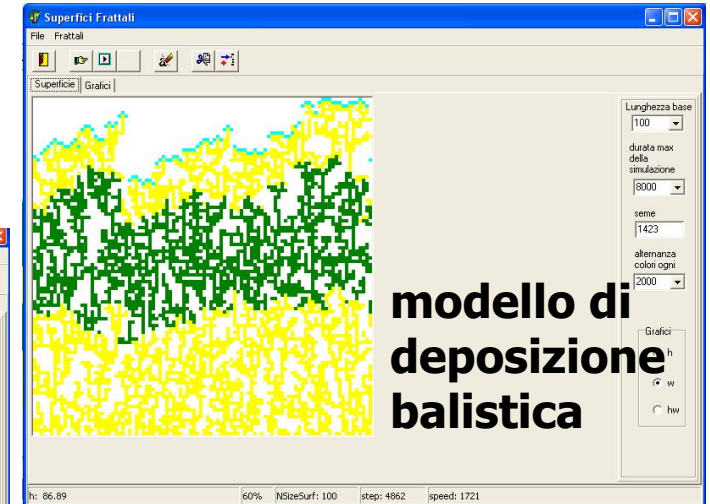 Superfici Frattali
File Frattali
Superficie Grafici
Lunghezza base
100
durata max
della
simulazione
8000
seme
1423
alternanza
colori ogni
2000
Grafici
h
w
hw
modello di
deposizione
balistica
h: 86.89 60% NSizeSurf: 100 step: 4862 speed: 1721